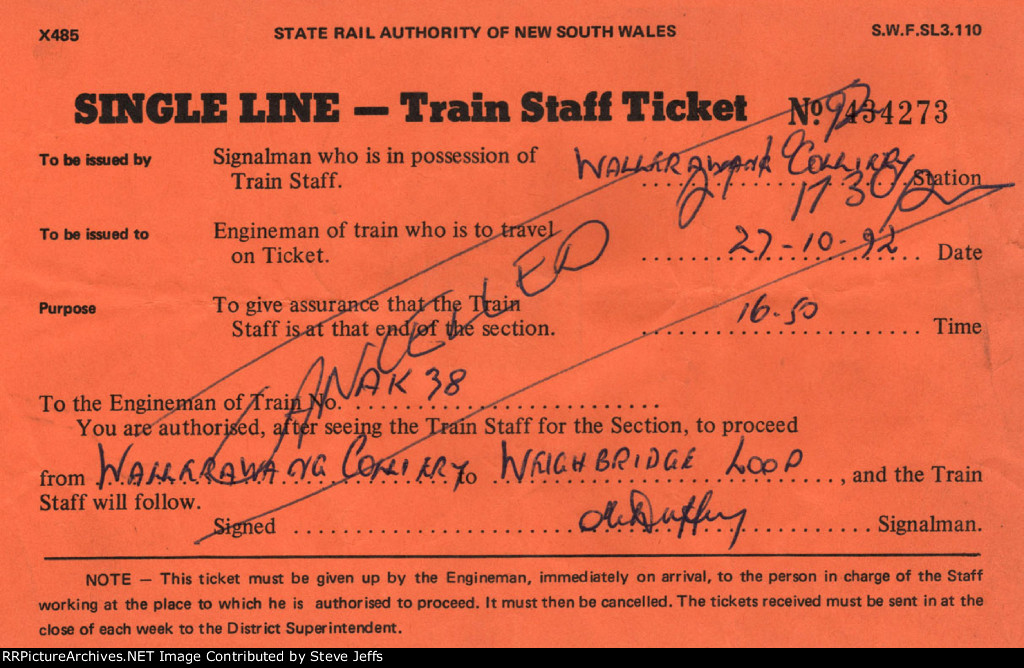 X485 STATE RAIL AUTHORITY OF NEW SOUTH WALES S.W.F.SL3.110
SINGLE LINE — Train Staff Ticket Nº 434273
To be issued by Signalman who is in possession of Train Staff. WALLERAWANG COLLIERY Station
27 10 92
1730
To be issued to Engineman of train who is to travel on Ticket. 27-10-92 Date
Purpose To give assurance that the Train Staff is at that end of the section. 16-50 Time
CANCELLED
To the Engineman of Train No. AK 38
You are authorised, after seeing the Train Staff for the Section, to proceed
from WALLERAWANG COLLIERY to WEIGHBRIDGE LOOP, and the Train
Staff will follow.
Signed Signalman.
NOTE — This ticket must be given up by the Engineman, immediately on arrival, to the person in charge of the Staff
working at the place to which he is authorised to proceed. It must then be cancelled. The tickets received must be sent in at the
close of each week to the District Superintendent.
RRPictureArchives.NET Image Contributed by Steve Jeffs